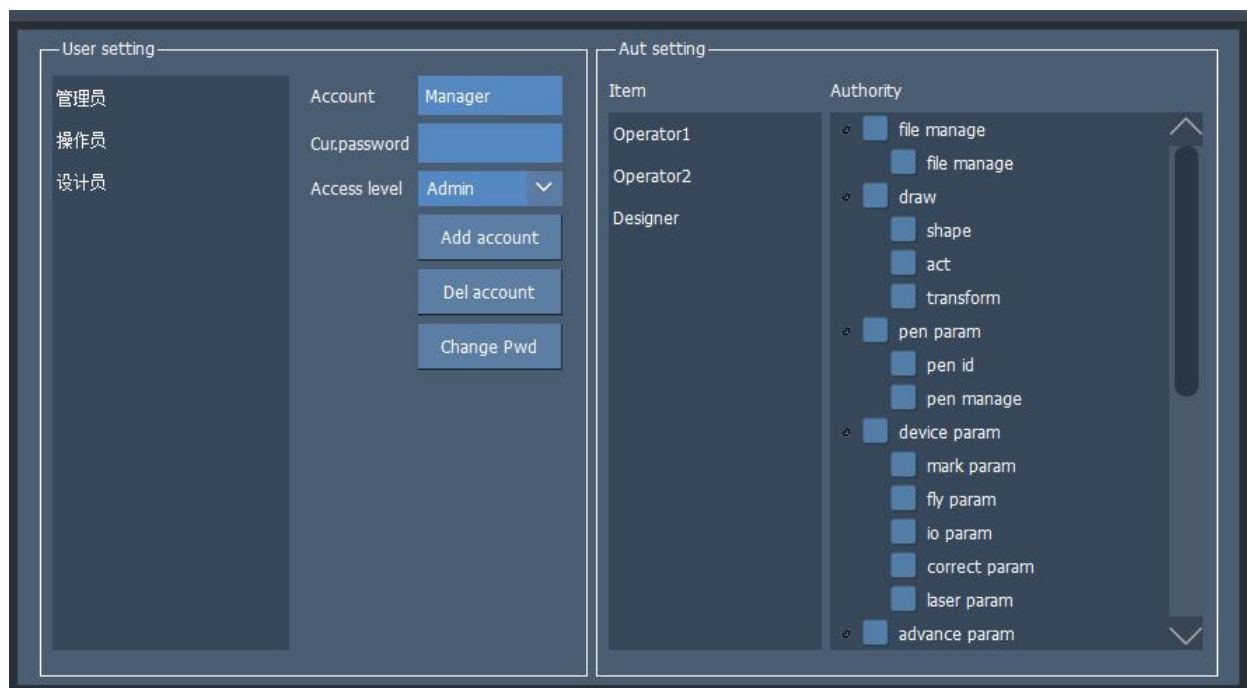 User setting
管理员
操作员
设计员
Account
Manager
Cur.password
Access level
Admin
Add account
Del account
Change Pwd
Aut setting
Item
Authority
Operator1
Operator2
Designer
file manage
file manage
draw
shape
act
transform
pen param
pen id
pen manage
device param
mark param
fly param
io param
correct param
laser param
advance param